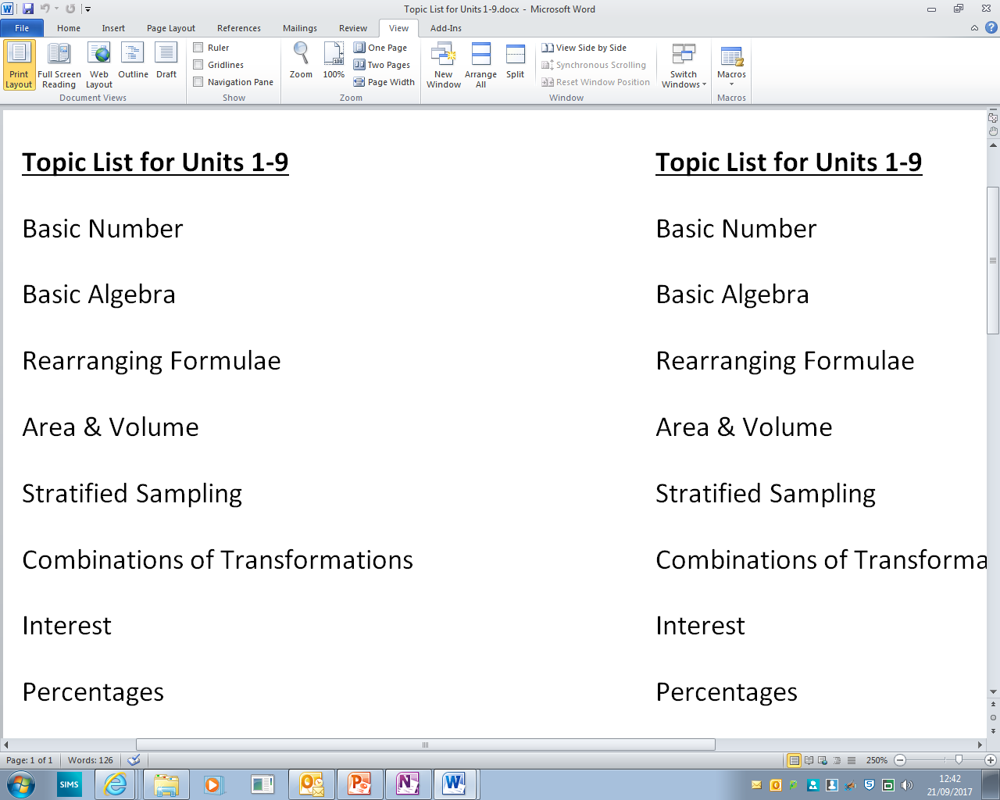 Topic List for Units 1-9.docx - Microsoft Word
File Home Insert Page Layout References Mailings Review View Add-Ins
Print Layout
Full Screen Reading
Web Layout
Outline
Draft
Document Views
Ruler
Gridlines
Navigation Pane
Show
Zoom
100
100%
One Page
Two Pages
Page Width
Zoom
New Window
Arrange All
Split
View Side by Side
Synchronous Scrolling
Reset Window Position
Window
Switch Windows
Macros
Macros
Topic List for Units 1-9
Basic Number
Basic Algebra
Rearranging Formulae
Area & Volume
Stratified Sampling
Combinations of Transformations
Interest
Percentages
Topic List for Units 1-9
Basic Number
Basic Algebra
Rearranging Formulae
Area & Volume
Stratified Sampling
Combinations of Transforma
Interest
Percentages
Page: 1 of 1 Words: 126 250%
SIMS
12:42
21/09/2017